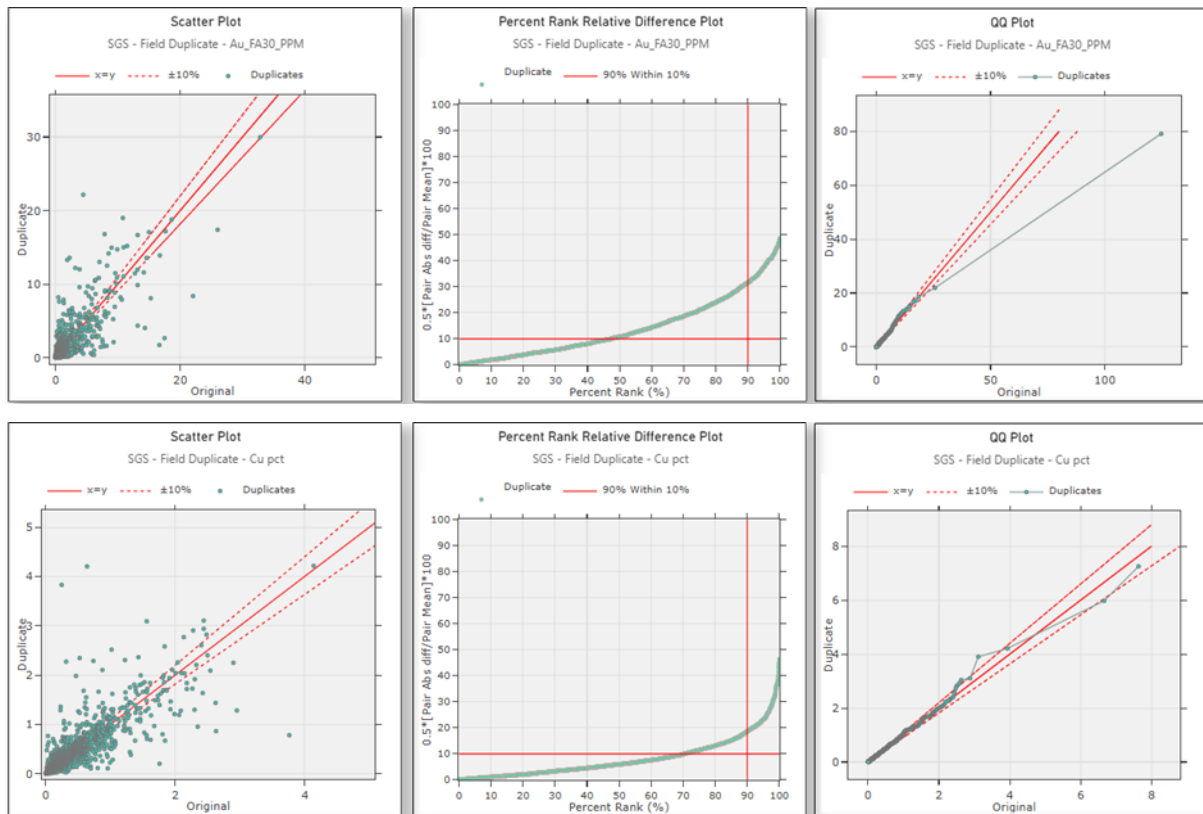 Scatter Plot
SGS - Field Duplicate - Au_FA30_PPM
x=y ±10% Duplicates
30
20
10
0
Duplicate
0 20 40
Original
Percent Rank Relative Difference Plot
SGS - Field Duplicate - Au_FA30_PPM
Duplicate 90% Within 10%
100
90
80
70
60
50
40
30
20
10
0
0.5*[Pair Abs diff/Pair Mean]*100
0 10 20 30 40 50 60 70 80 90 100
Percent Rank (%)
QQ Plot
SGS - Field Duplicate - Au_FA30_PPM
x=y ±10% Duplicates
80
60
40
20
0
Duplicate
0 50 100
Original
Scatter Plot
SGS - Field Duplicate - Cu pct
x=y ±10% Duplicates
5
4
3
2
1
0
Duplicate
0 2 4
Original
Percent Rank Relative Difference Plot
SGS - Field Duplicate - Cu pct
Duplicate 90% Within 10%
100
90
80
70
60
50
40
30
20
10
0
0.5*[Pair Abs diff/Pair Mean]*100
0 10 20 30 40 50 60 70 80 90 100
Percent Rank (%)
QQ Plot
SGS - Field Duplicate - Cu pct
x=y ±10% Duplicates
8
6
4
2
0
Duplicate
0 2 4 6 8
Original